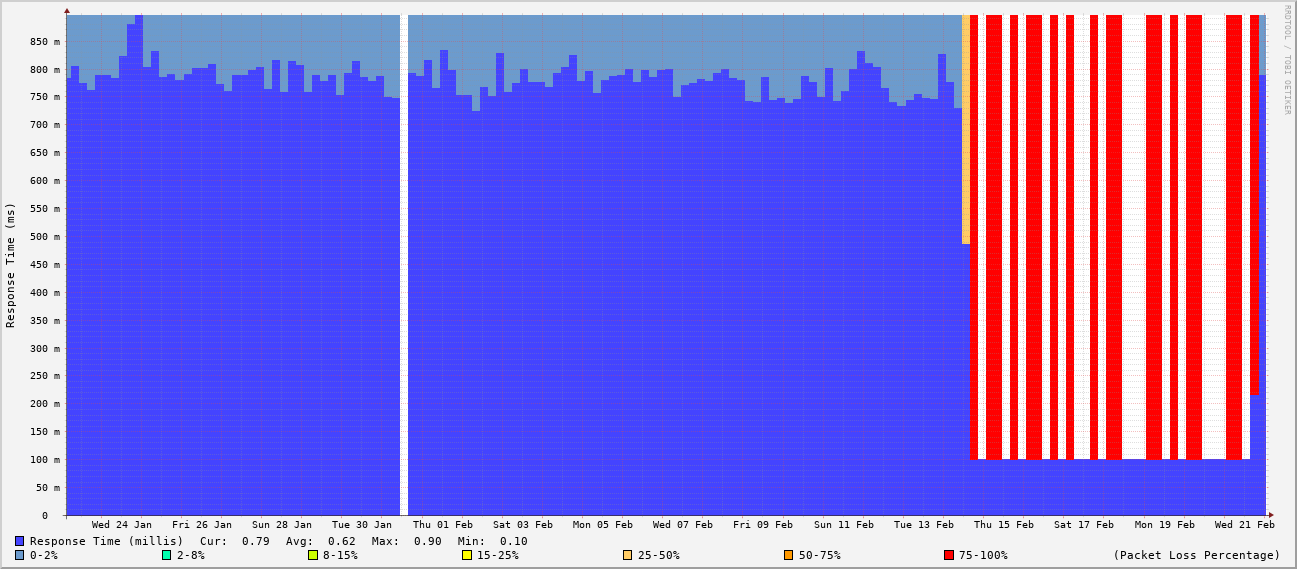 RRDTOOL / TOBI OETIKER
Response Time (ms)
850 m
800 m
750 m
700 m
650 m
600 m
550 m
500 m
450 m
400 m
350 m
300 m
250 m
200 m
150 m
100 m
50 m
0
Wed 24 Jan Fri 26 Jan Sun 28 Jan Tue 30 Jan Thu 01 Feb Sat 03 Feb Mon 05 Feb Wed 07 Feb Fri 09 Feb Sun 11 Feb Tue 13 Feb Thu 15 Feb Sat 17 Feb Mon 19 Feb Wed 21 Feb
Response Time (millis) Cur: 0.79 Avg: 0.62 Max: 0.90 Min: 0.10
0-2% 2-8% 8-15% 15-25% 25-50% 50-75% 75-100% (Packet Loss Percentage)